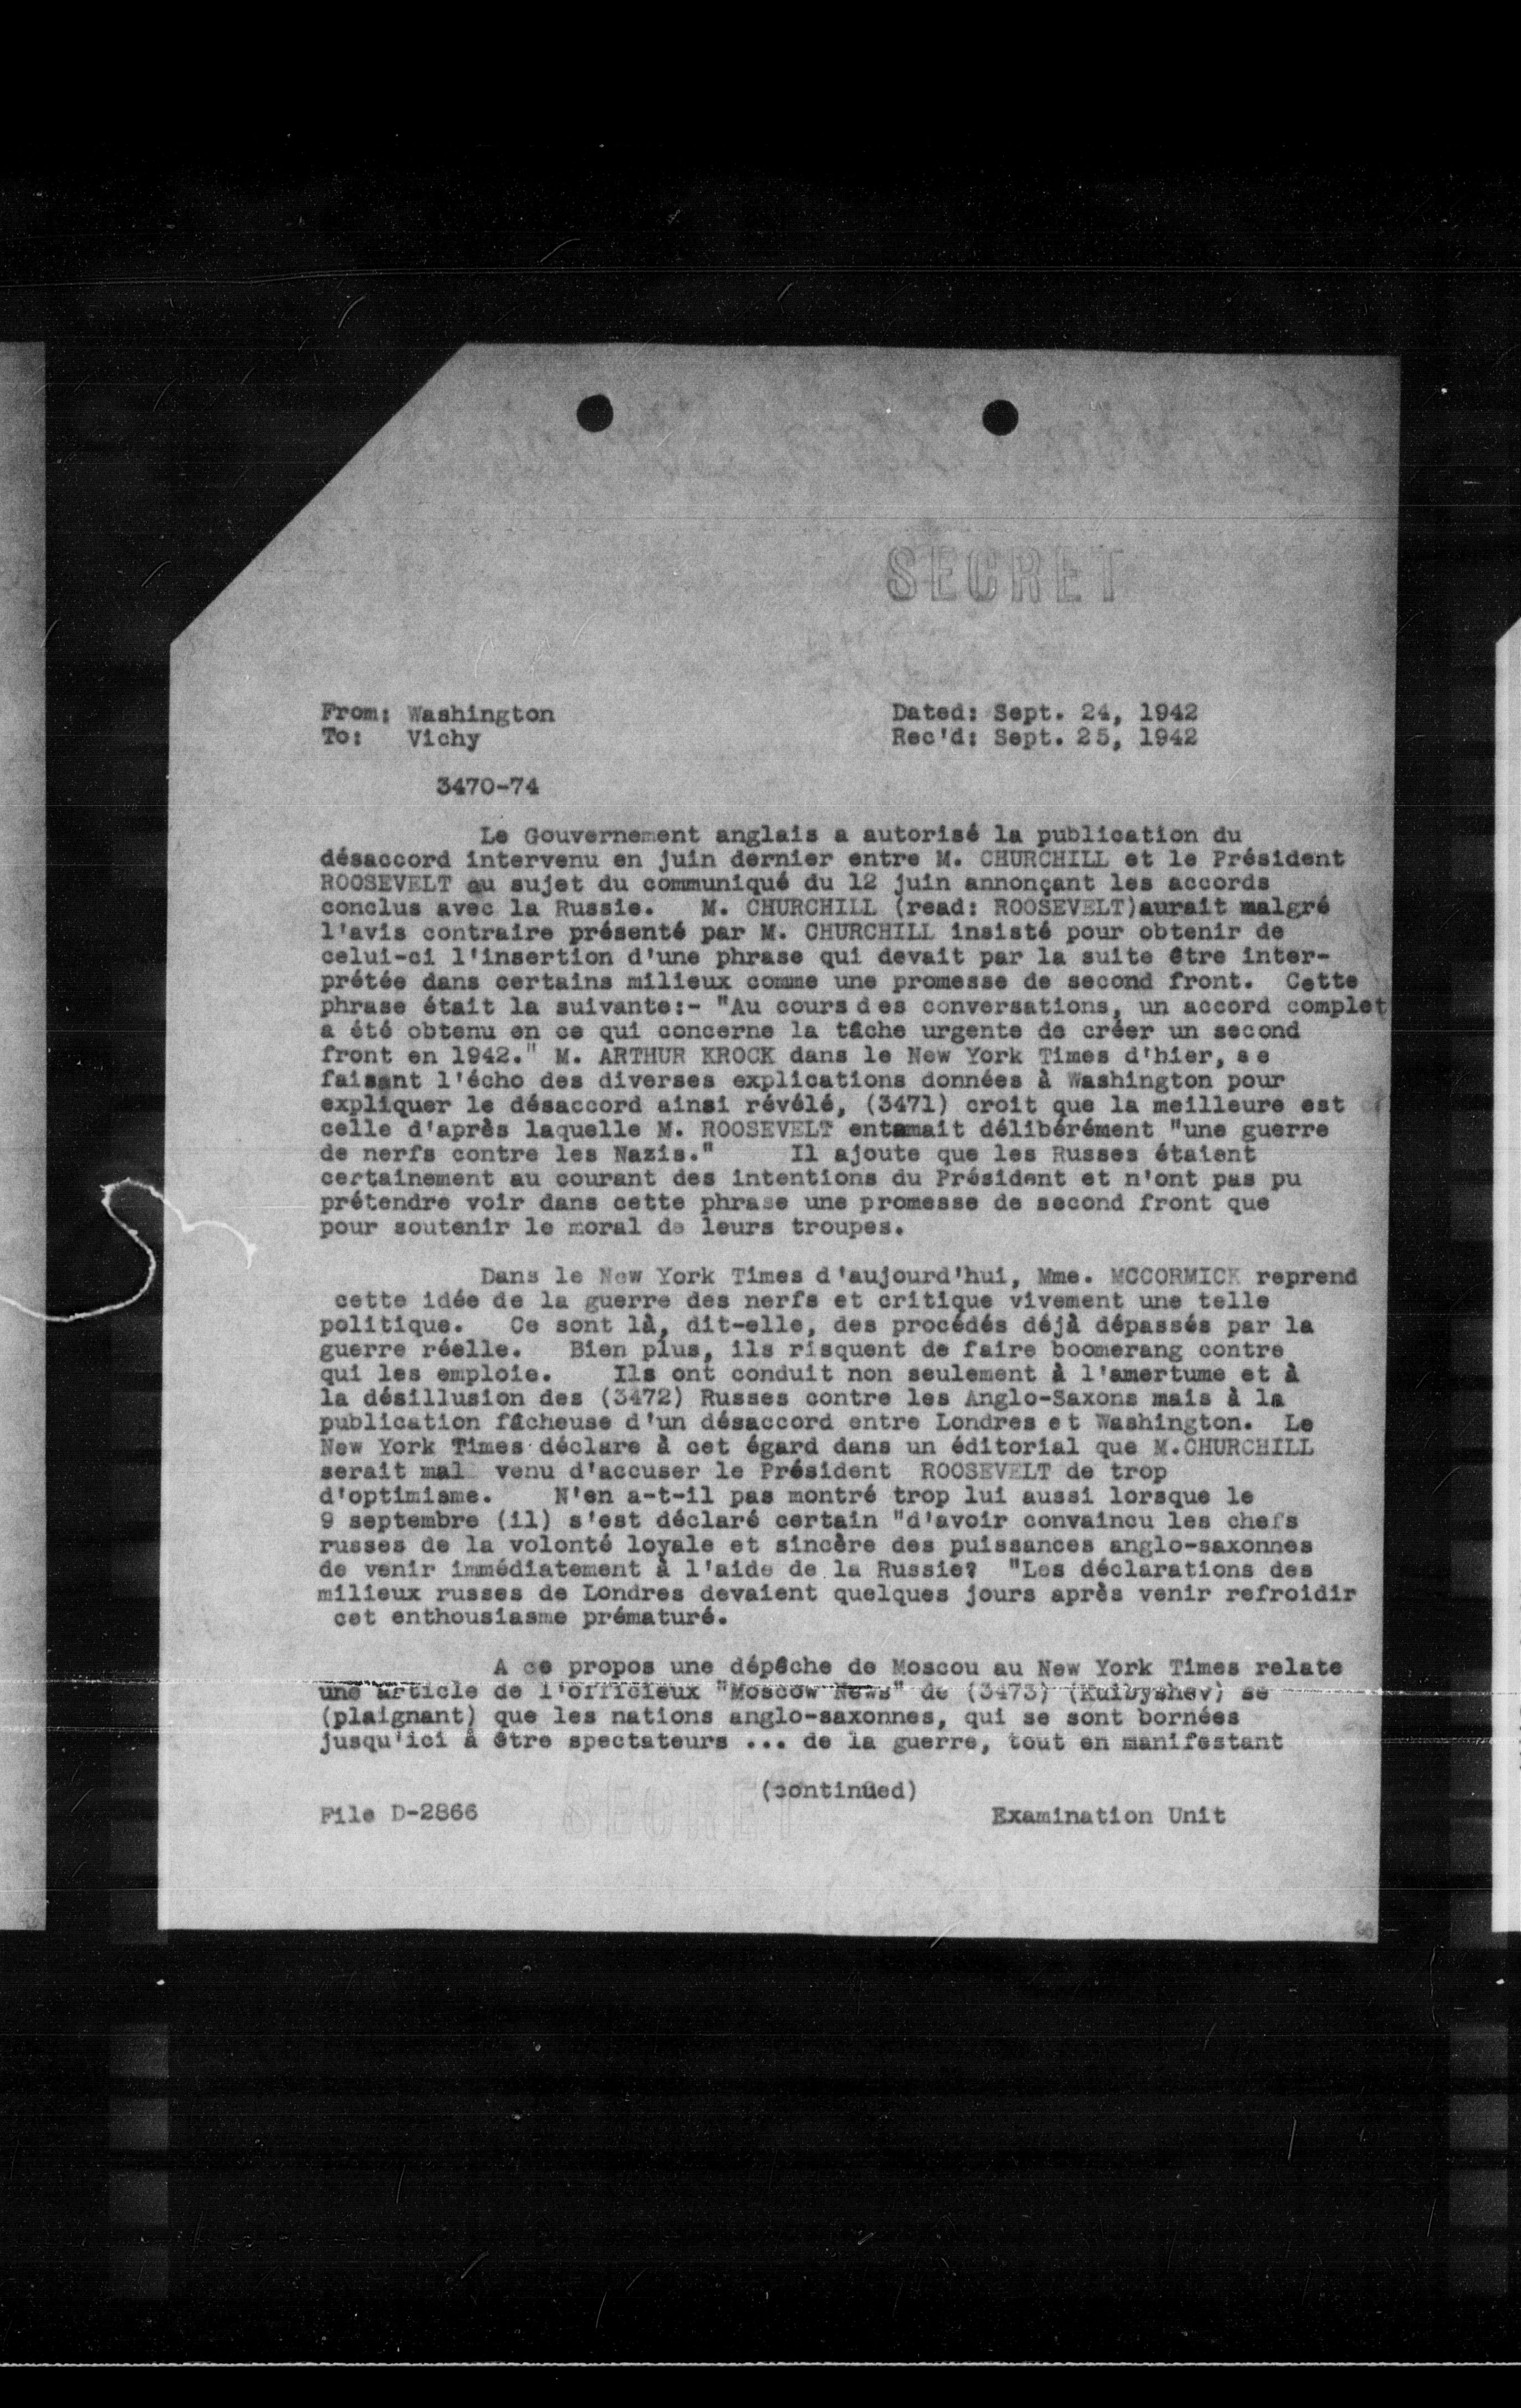 SECRET
From: Washington
Dated: Sept. 24, 1942
To: Vichy
Rec'd: Sept. 25, 1942
3470-74
Le Gouvernement anglais a autorisé la publication du
désaccord intervenu en juin dernier entre M. CHURCHILL et le Président
ROOSEVELT au sujet du communiqué du 12 juin annonçant les accords
conclus avec la Russie. M. CHURCHILL (read: ROOSEVELT)aurait malgré
l'avis contraire présenté par M. CHURCHILL insisté pour obtenir de
celui-ci l'insertion d'une phrase qui devait par la suite être inter-
prétée dans certains milieux comme une promesse de second front. Cette
phrase était la suivante:- "Au cours des conversations, un accord complet
a été obtenu en ce qui concerne la tâche urgente de créer un second
front en 1942." M. ARTHUR KROCK dans le New York Times d'hier, se
faisant l'écho des diverses explications données à Washington pour
expliquer le désaccord ainsi révélé, (3471) croit que la meilleure est
celle d'après laquelle M. ROOSEVELT entamait délibérément "une guerre
de nerfs contre les Nazis." Il ajoute que les Russes étaient
certainement au courant des intentions du Président et n'ont pas pu
prétendre voir dans cette phrase une promesse de second front que
pour soutenir le moral de leurs troupes.
Dans le New York Times d'aujourd'hui, Mme. MCCORMICK reprend
cette idée de la guerre des nerfs et critique vivement une telle
politique. Ce sont là, dit-elle, des procédés déjà dépassés par la
guerre réelle. Bien plus, ils risquent de faire boomerang contre
qui les emploie. Ils ont conduit non seulement à l'amertume et à
la désillusion des (3472) Russes contre les Anglo-Saxons mais à la
publication fâcheuse d'un désaccord entre Londres et Washington. Le
New York Times déclare à cet égard dans un éditorial que M.CHURCHILL
serait mal venu d'accuser le Président ROOSEVELT de trop
d'optimisme. N'en a-t-il pas montré trop lui aussi lorsque le
9 septembre (il) s'est déclaré certain "d'avoir convaincu les chefs
russes de la volonté loyale et sincère des puissances anglo-saxonnes
de venir immédiatement à l'aide de la Russie? "Les déclarations des
milieux russes de Londres devaient quelques jours après venir refroidir
cet enthousiasme prématuré.
A ce propos une dépêche de Moscou au New York Times relate
une article de l'officieux "Moscow News" de (3473) (Kuibyshev) se
(plaignant) que les nations anglo-saxonnes, qui se sont bornées
jusqu'ici à être spectateurs ... de la guerre, tout en manifestant
(continued)
File D-2866
SECRET
Examination Unit